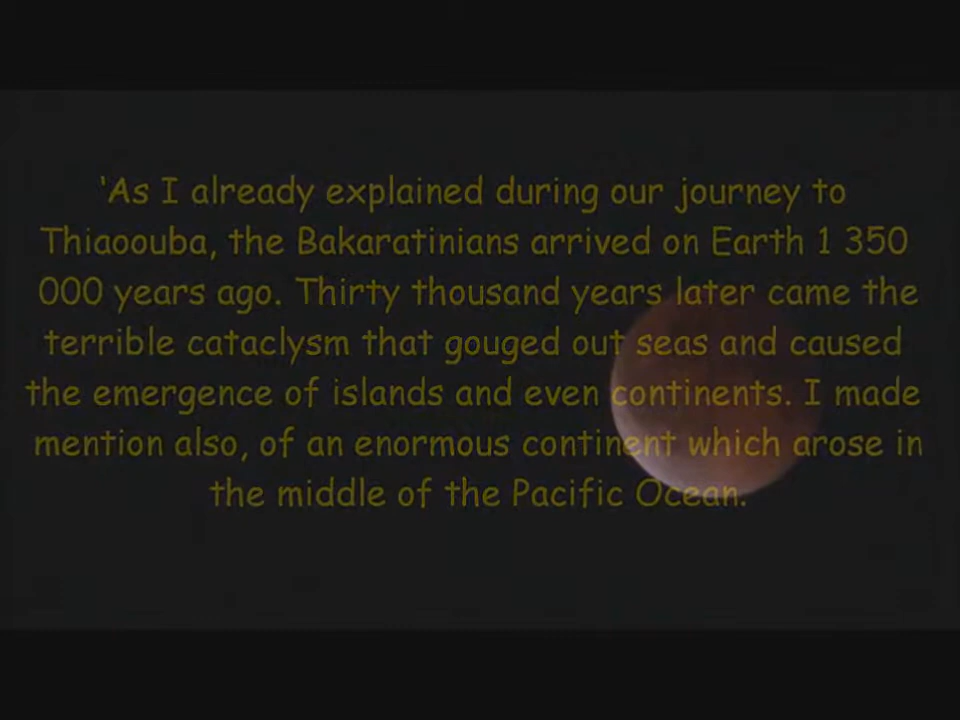 ‘As I already explained during our journey to
Thiaoouba, the Bakaratinians arrived on Earth 1 350
000 years ago. Thirty thousand years later came the
terrible cataclysm that gouged out seas and caused
the emergence of islands and even continents. I made
mention also, of an enormous continent which arose in
the middle of the Pacific Ocean.